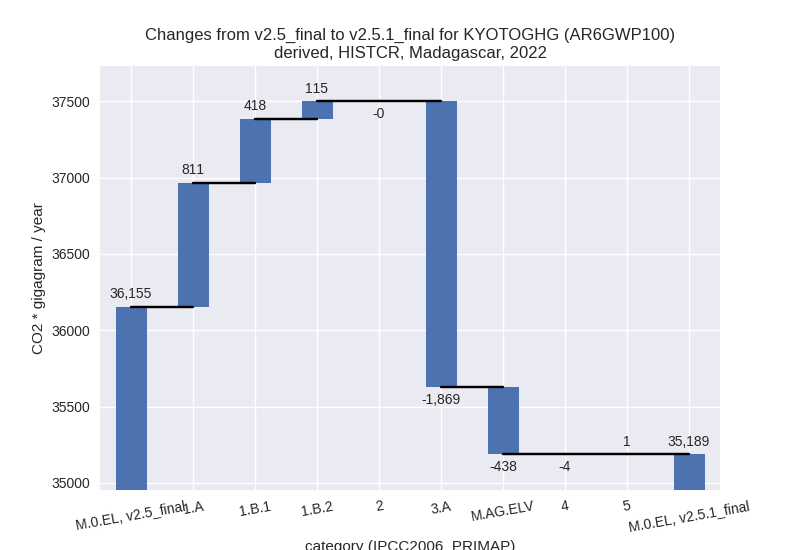 Changes from v2.5_final to v2.5.1_final for KYOTOGHG (AR6GWP100)
derived, HISTCR, Madagascar, 2022
CO2 * gigagram / year
37500
37000
36500
36000
35500
35000
36,155
811
418
115
-0
-1,869
-438
-4
1
35,189
M.0.EL, v2.5_final
1.A
1.B.1
1.B.2
2
3.A
M.AG.ELV
4
5
M.0.EL, v2.5.1_final
category (IPCC2006_PRIMAP)